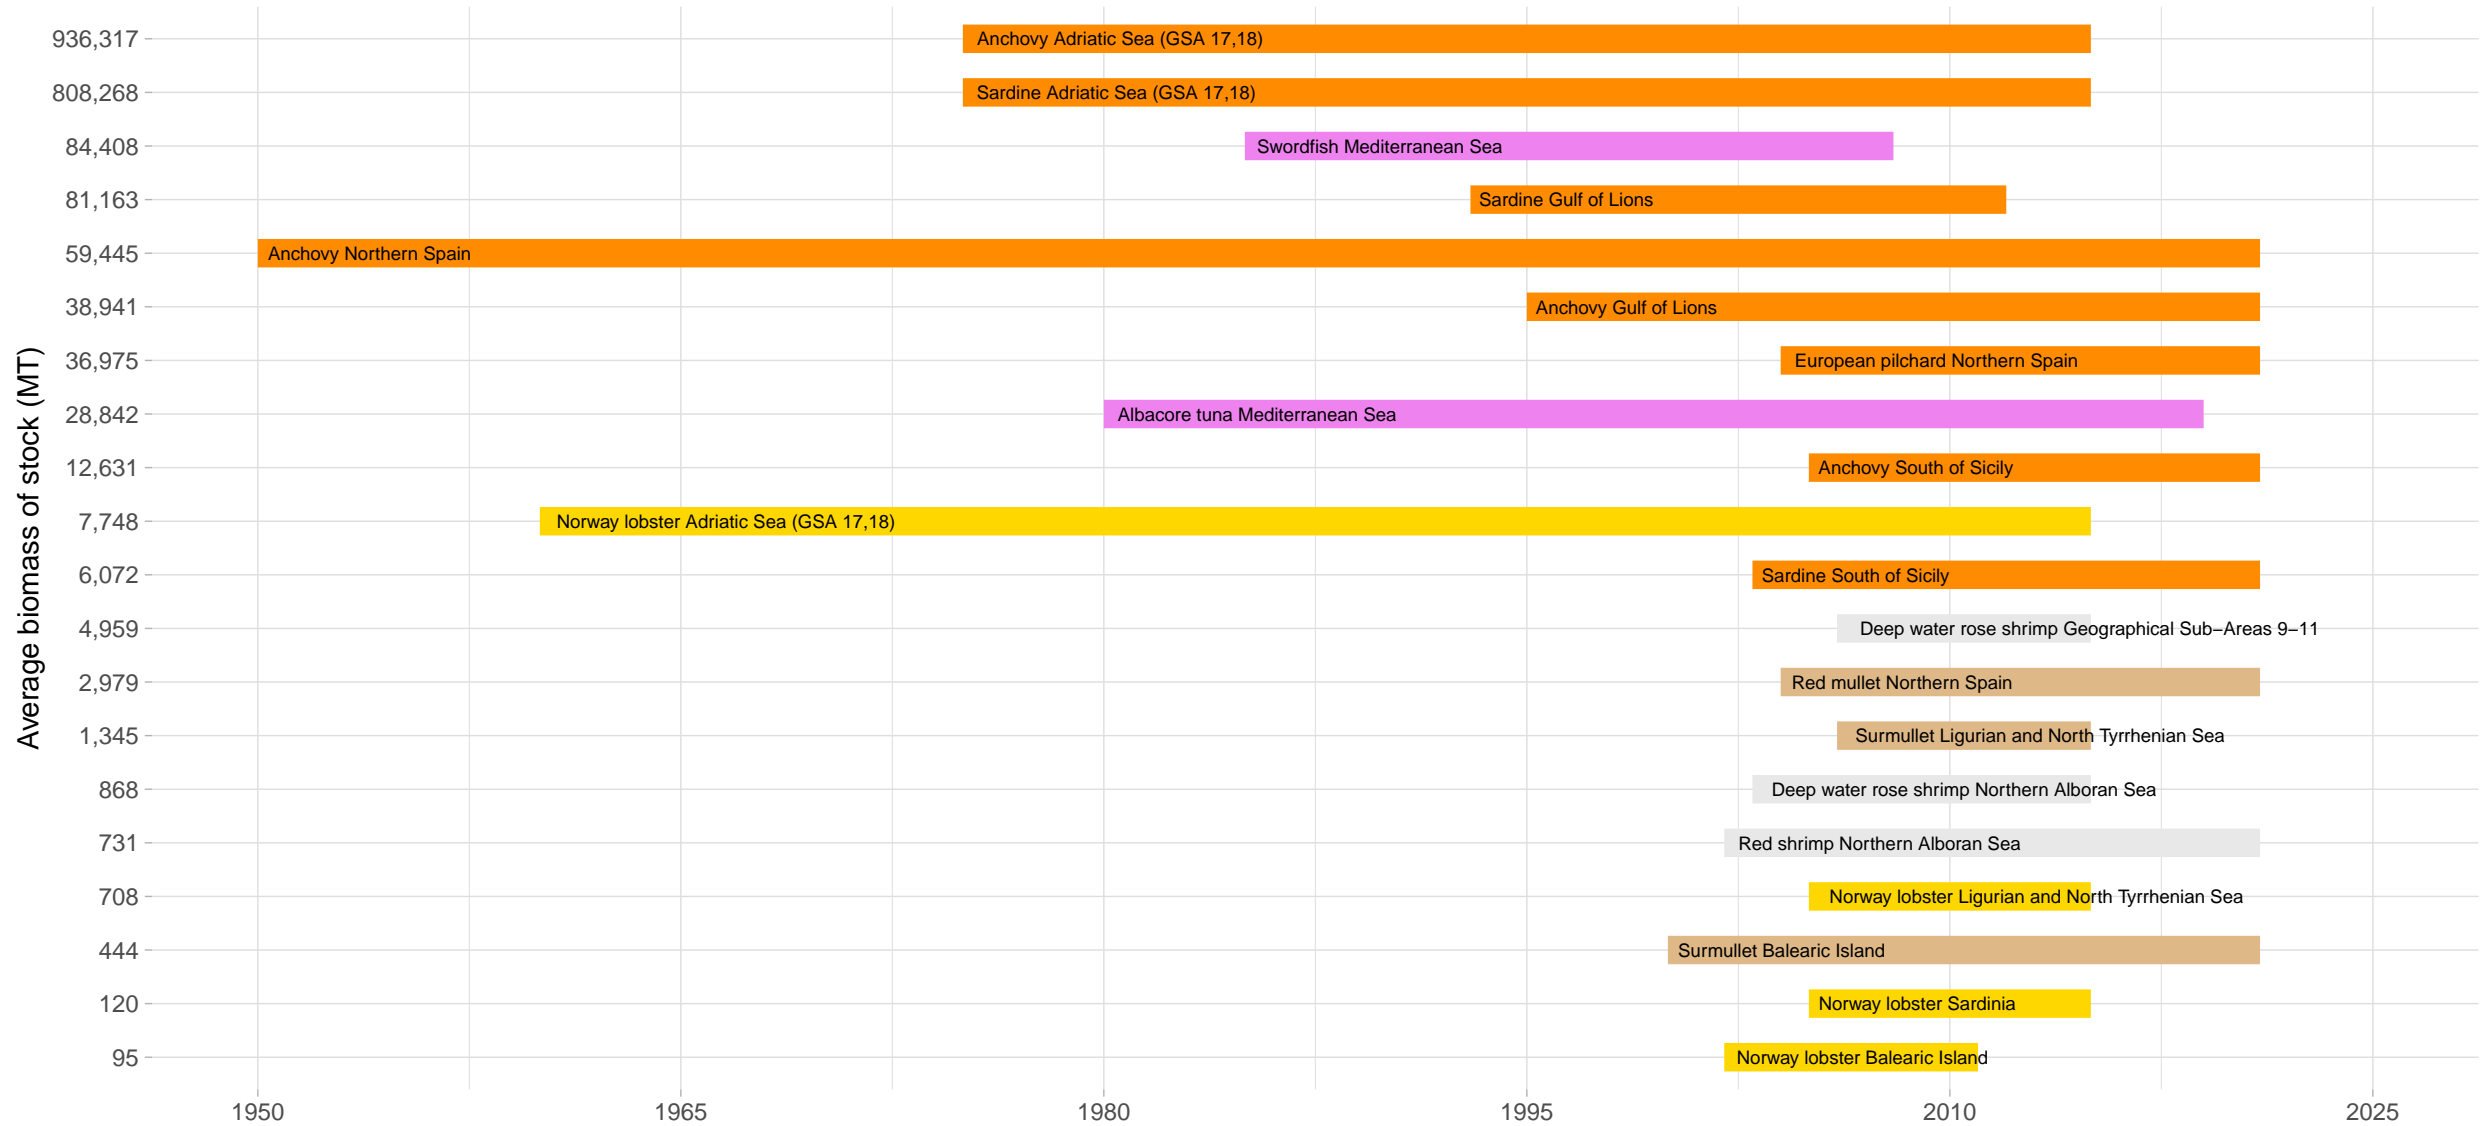 Average biomass of stock (MT)
936,317 Anchovy Adriatic Sea (GSA 17,18)
808,268 Sardine Adriatic Sea (GSA 17,18)
84,408 Swordfish Mediterranean Sea
81,163 Sardine Gulf of Lions
59,445 Anchovy Northern Spain
38,941 Anchovy Gulf of Lions
36,975 European pilchard Northern Spain
28,842 Albacore tuna Mediterranean Sea
12,631 Anchovy South of Sicily
7,748 Norway lobster Adriatic Sea (GSA 17,18)
6,072 Sardine South of Sicily
4,959 Deep water rose shrimp Geographical Sub−Areas 9−11
2,979 Red mullet Northern Spain
1,345 Surmullet Ligurian and North Tyrrhenian Sea
868 Deep water rose shrimp Northern Alboran Sea
731 Red shrimp Northern Alboran Sea
708 Norway lobster Ligurian and North Tyrrhenian Sea
444 Surmullet Balearic Island
120 Norway lobster Sardinia
95 Norway lobster Balearic Island
1950 1965 1980 1995 2010 2025